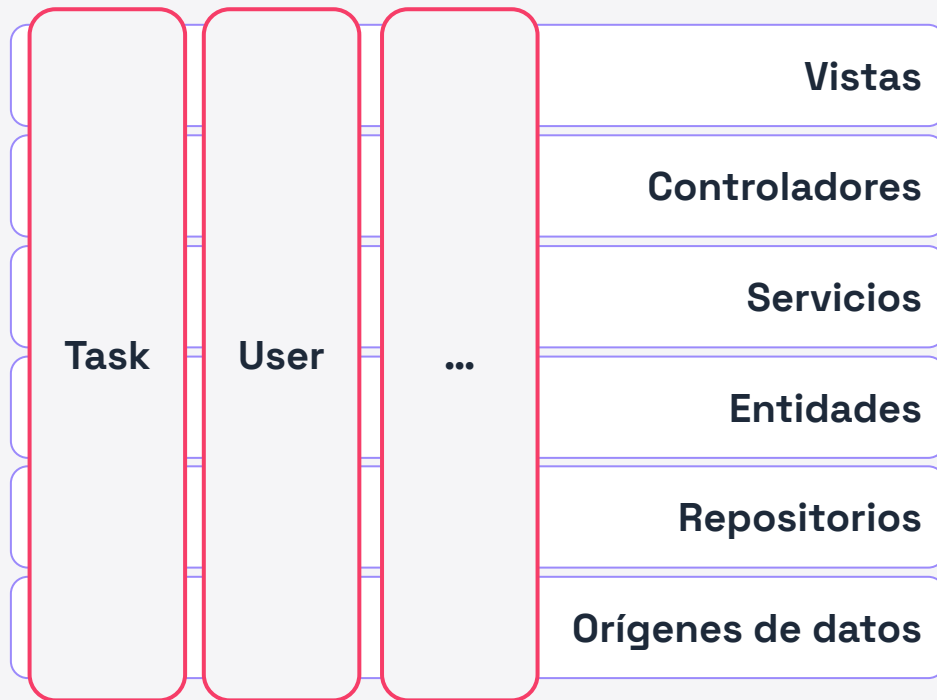 Vistas
Controladores
Servicios
Task
User
...
Entidades
Repositorios
Orígenes de datos